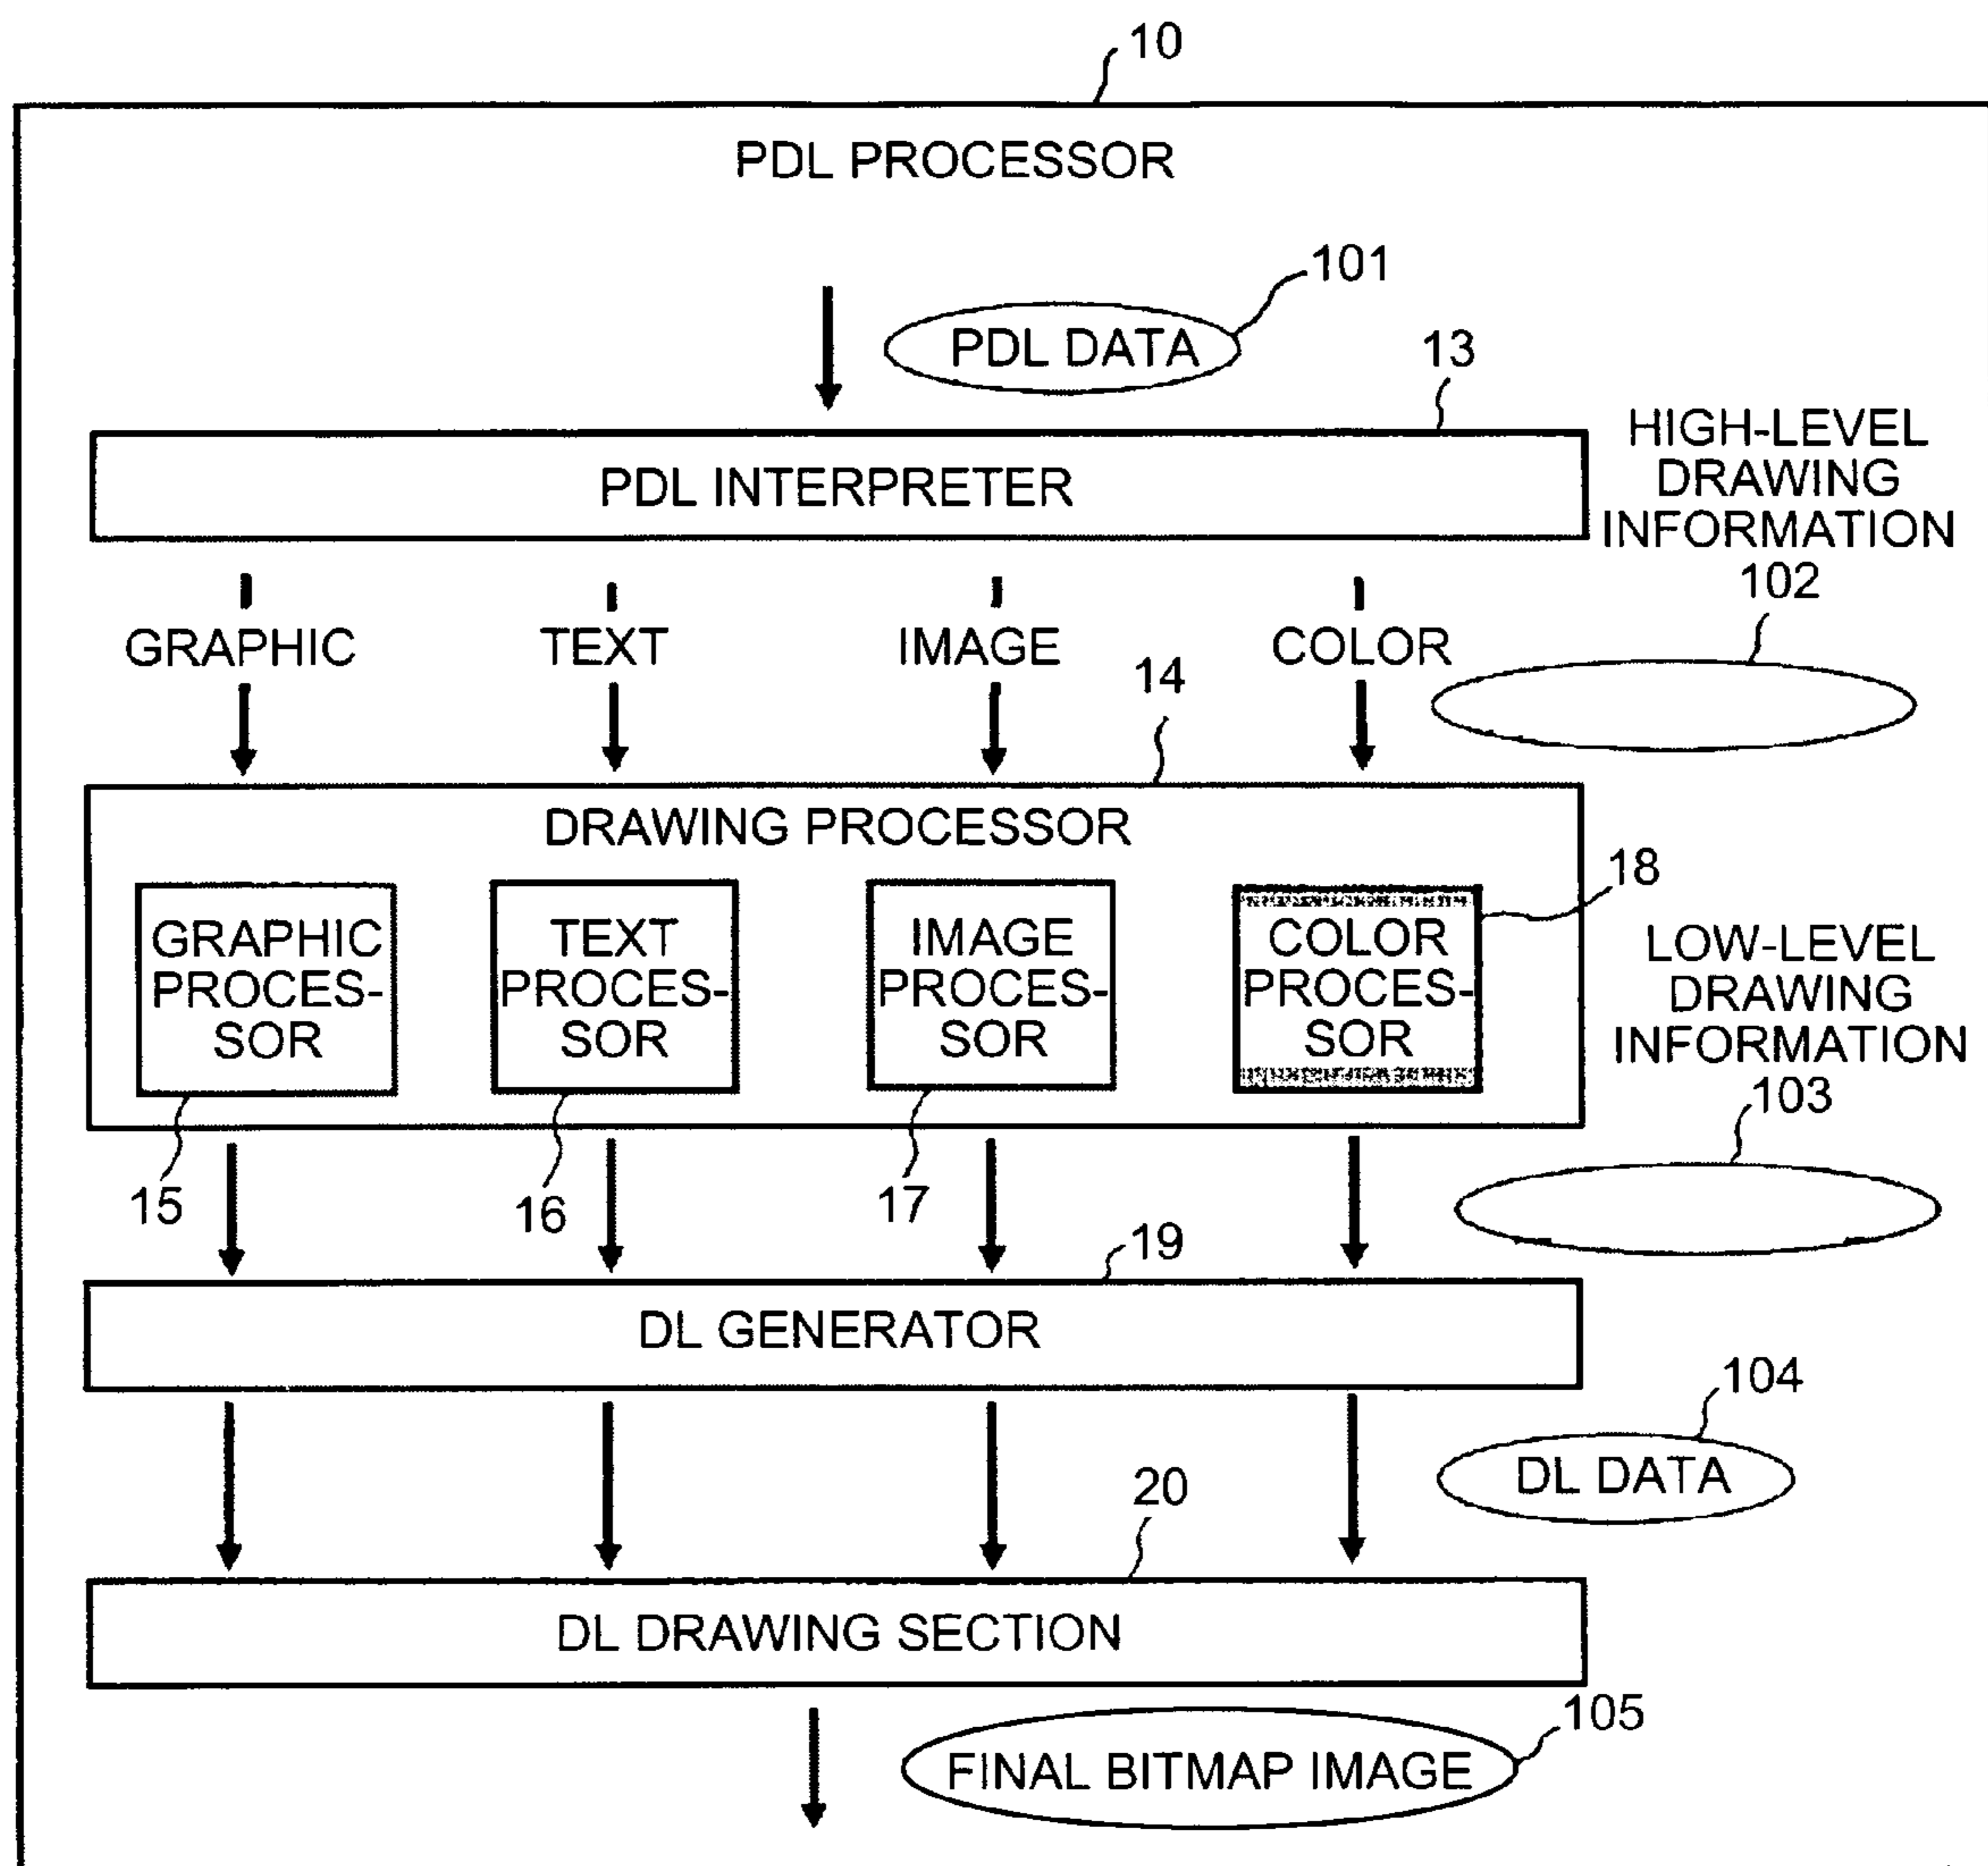 10
PDL PROCESSOR
101
PDL DATA
13
PDL INTERPRETER
HIGH-LEVEL
DRAWING
INFORMATION
102
GRAPHIC
TEXT
IMAGE
COLOR
14
DRAWING PROCESSOR
18
GRAPHIC
PROCES-
SOR
TEXT
PROCES-
SOR
IMAGE
PROCES-
SOR
COLOR
PROCES-
SOR
LOW-LEVEL
DRAWING
INFORMATION
103
15
16
17
19
DL GENERATOR
104
DL DATA
20
DL DRAWING SECTION
105
FINAL BITMAP IMAGE